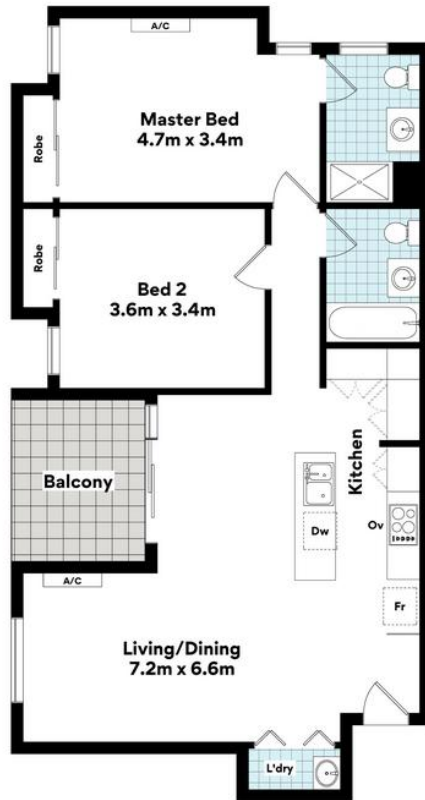 A/C
Robe
Master Bed
4.7m x 3.4m
Robe
Bed 2
3.6m x 3.4m
Balcony
Kitchen
Dw
Ov
A/C
Fr
Living/Dining
7.2m x 6.6m
L'dry